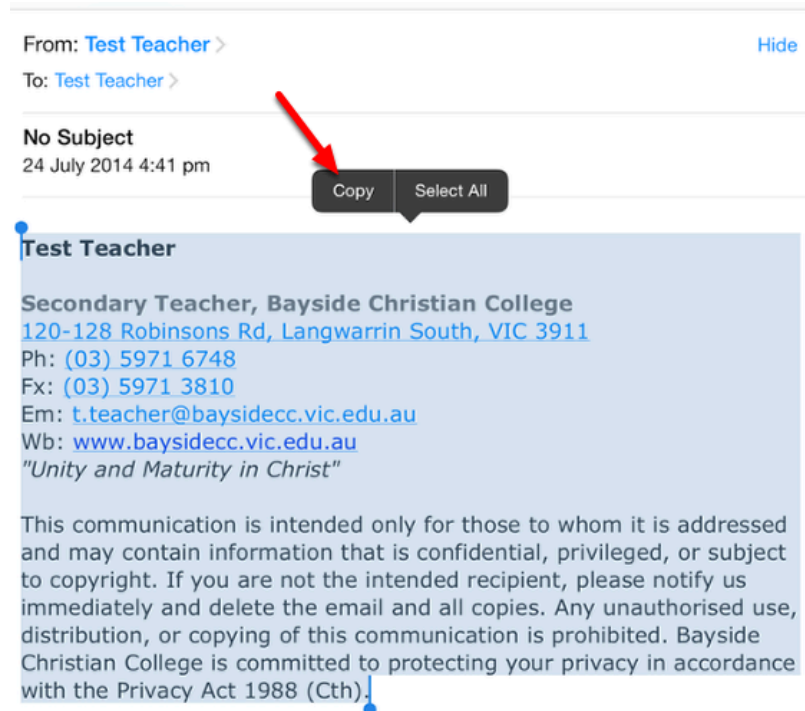 From: Test Teacher
Hide
To: Test Teacher
No Subject
24 July 2014 4:41 pm
Copy
Select All
Test Teacher
Secondary Teacher, Bayside Christian College
120-128 Robinsons Rd, Langwarrin South, VIC 3911
Ph: (03) 5971 6748
Fx: (03) 5971 3810
Em: t.teacher@baysidecc.vic.edu.au
Wb: www.baysidecc.vic.edu.au
"Unity and Maturity in Christ"
This communication is intended only for those to whom it is addressed
and may contain information that is confidential, privileged, or subject
to copyright. If you are not the intended recipient, please notify us
immediately and delete the email and all copies. Any unauthorised use,
distribution, or copying of this communication is prohibited. Bayside
Christian College is committed to protecting your privacy in accordance
with the Privacy Act 1988 (Cth).